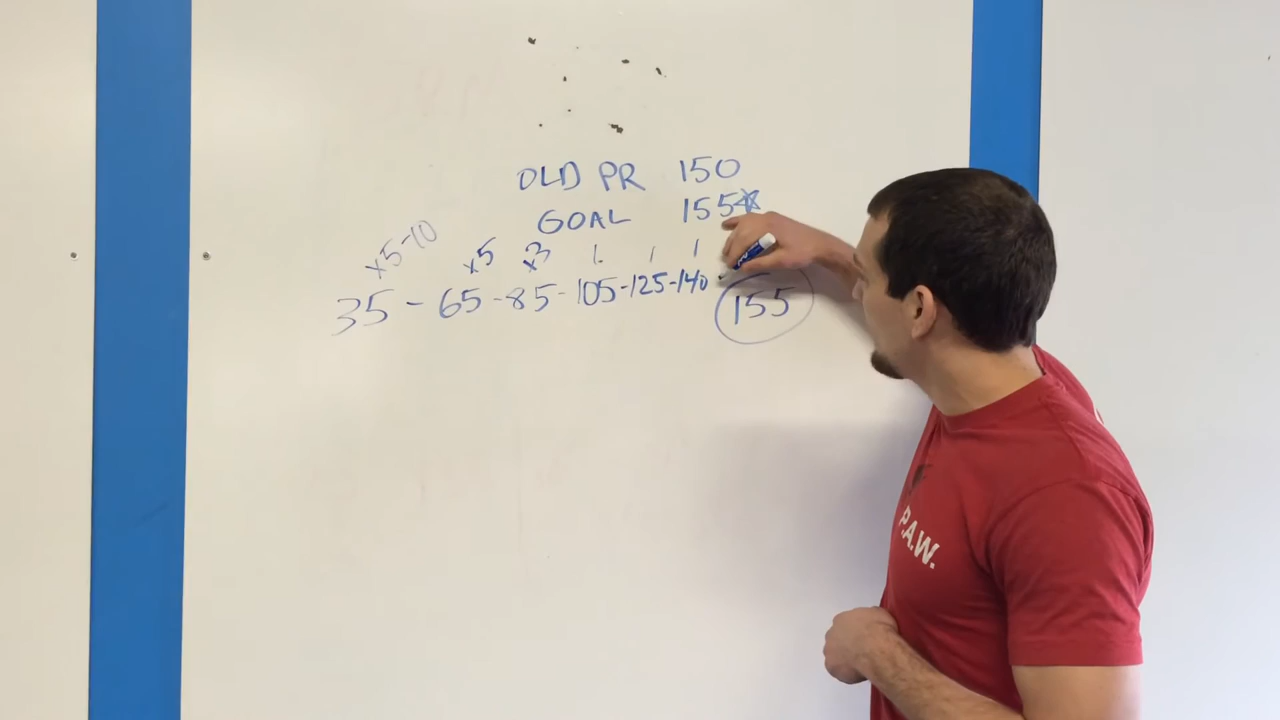 OLD PR 150
GOAL 155
x5-10 x5 x3 1 1 1
35 - 65 - 85 - 105 - 125 - 140 - 155
P.A.W.